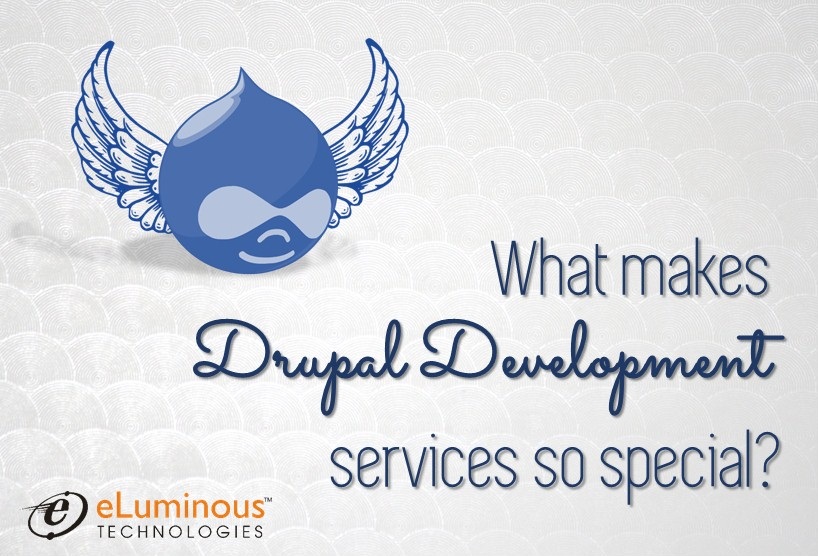 What makes
Drupal Development
services so special?
e eLuminous™
TECHNOLOGIES